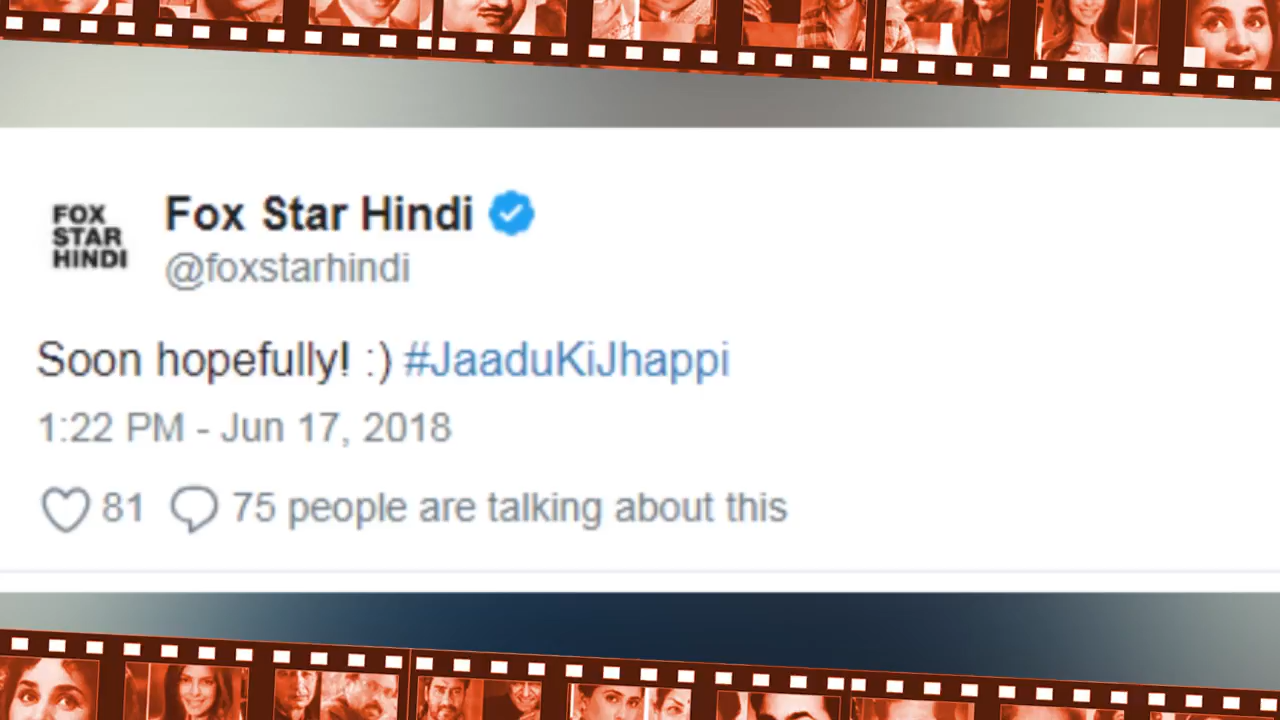 FOX
STAR
HINDI
Fox Star Hindi
@foxstarhindi
Soon hopefully! :) #JaaduKiJhappi
1:22 PM - Jun 17, 2018
81 75 people are talking about this